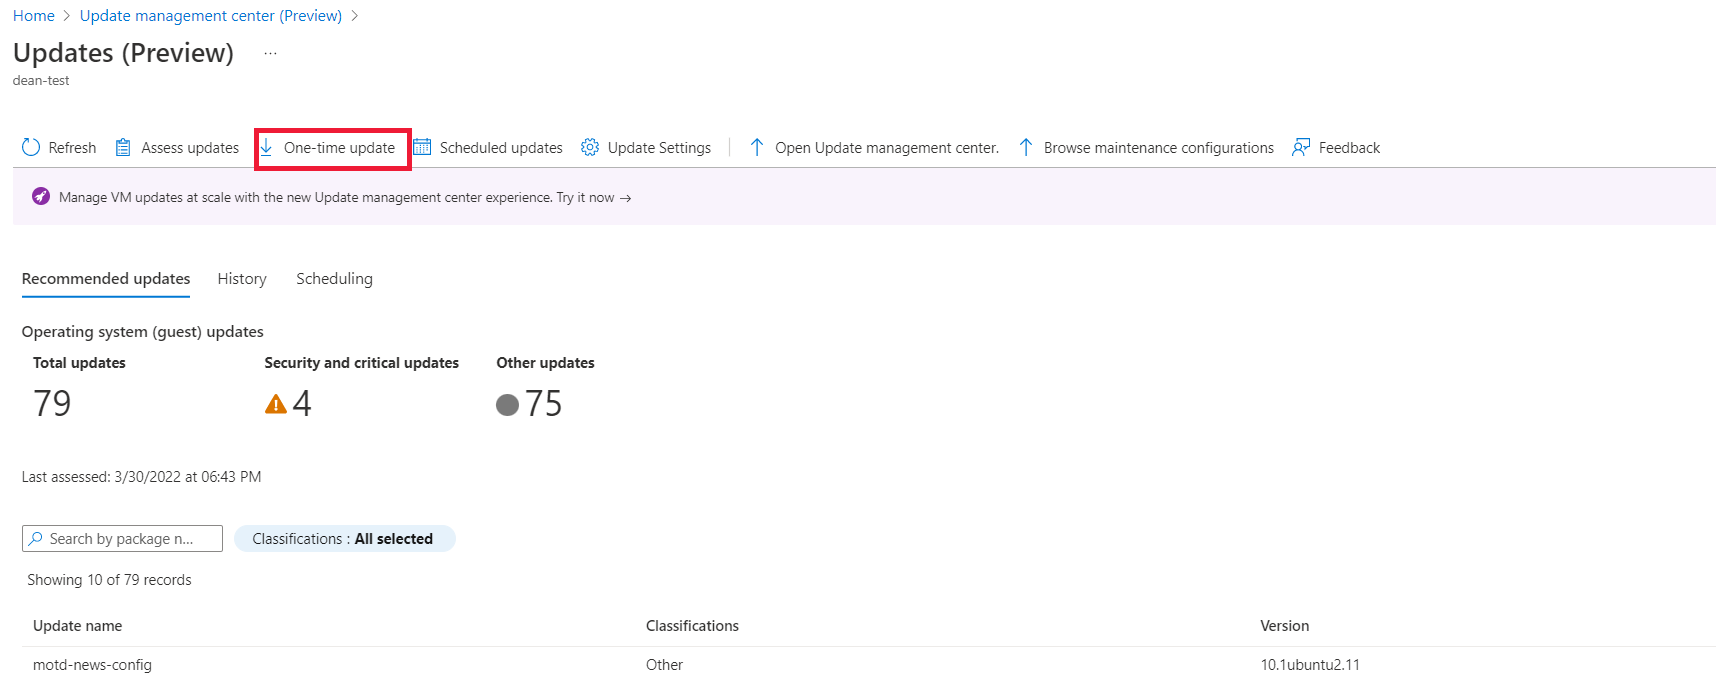 Home > Update management center (Preview) >
Updates (Preview) ...
dean-test
Refresh Assess updates One-time update Scheduled updates Update Settings Open Update management center. Browse maintenance configurations Feedback
Manage VM updates at scale with the new Update management center experience. Try it now →
Recommended updates History Scheduling
Operating system (guest) updates
Total updates Security and critical updates Other updates
79 4 75
Last assessed: 3/30/2022 at 06:43 PM
Search by package n... Classifications : All selected
Showing 10 of 79 records
Update name Classifications Version
motd-news-config Other 10.1ubuntu2.11